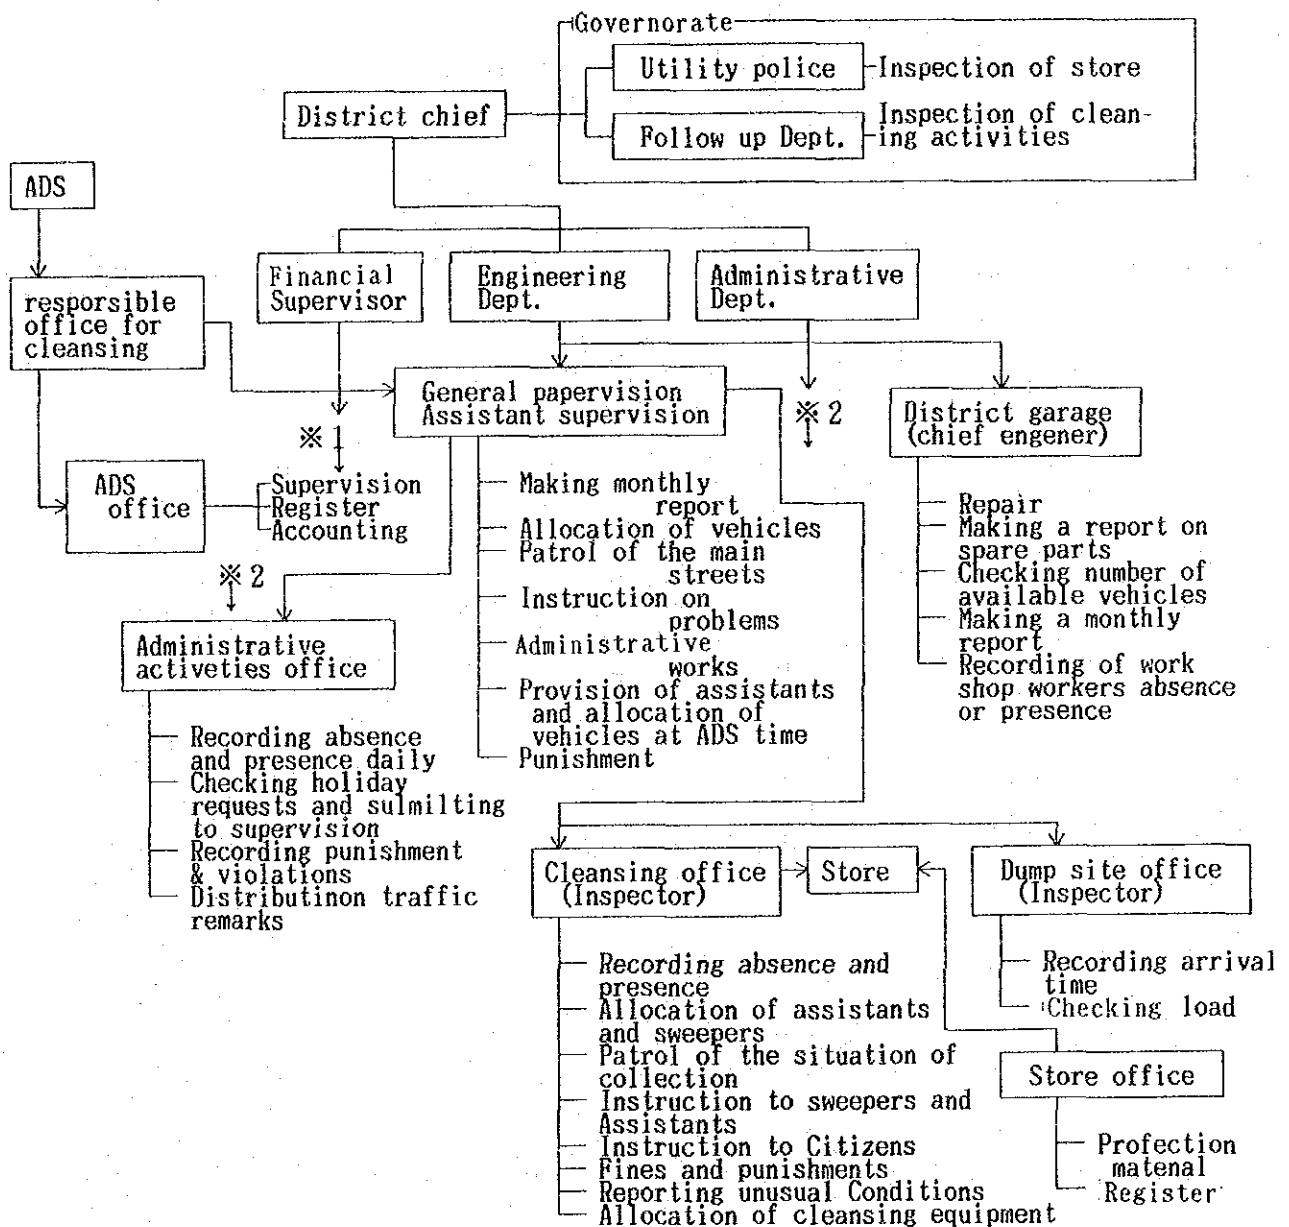 Governorate
Utility police
Inspection of store
District chief
Follow up Dept.
Inspection of clean-
ing activities
ADS
Financial
Supervisor
Engineering
Dept.
Administrative
Dept.
resporsible
office for
cleansing
General papervision
Assistant supervision
※1
※2
District garage
(chief engener)
ADS
office
Supervision
Register
Accounting
Making monthly
report
Allocation of vehicles
Patrol of the main
streets
Instruction on
problems
Administrative
works
Provision of assistants
and allocation of
vehicles at ADS time
Punishment
Repair
Making a report on
spare parts
Checking number of
available vehicles
Making a monthly
report
Recording of work
shop workers absence
or presence
※2
Administrative
activeties office
Recording absence
and presence daily
Checking holiday
requests and sulmilting
to supervision
Recording punishment
& violations
Distributinon traffic
remarks
Cleansing office
(Inspector)
Store
Dump site office
(Inspector)
Recording absence and
presence
Allocation of assistants
and sweepers
Patrol of the situation of
collection
Instruction to sweepers and
Assistants
Instruction to Citizens
Fines and punishments
Reporting unusual Conditions
Allocation of cleansing equipment
Recording arrival
time
Checking load
Store office
Profection
matenal
Register